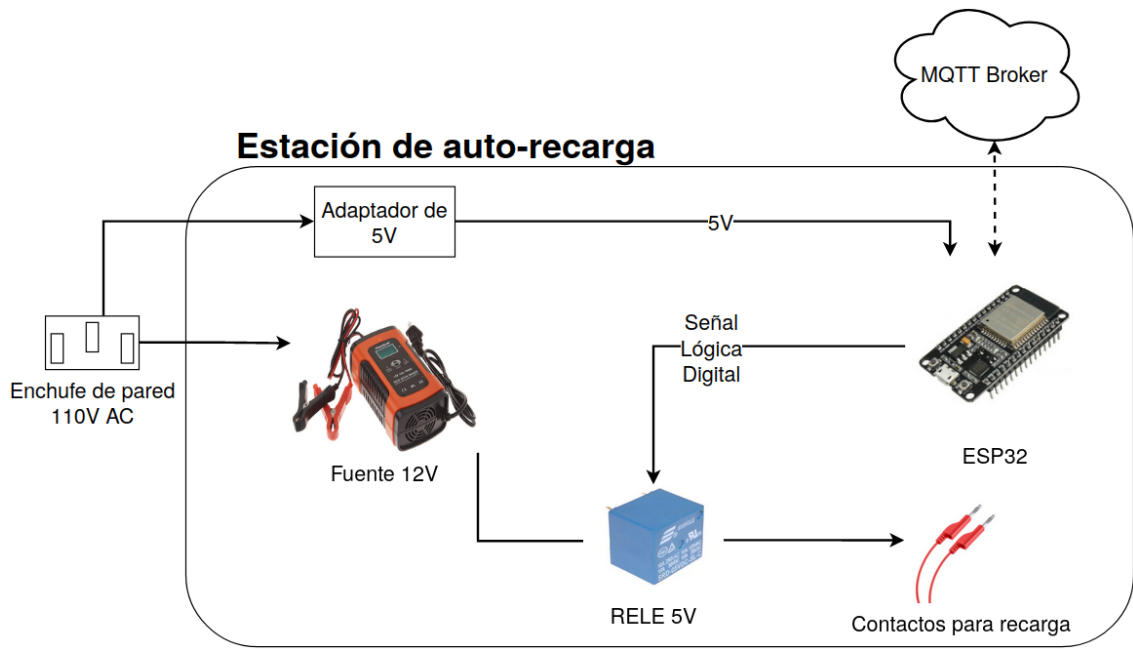 MQTT Broker
Estación de auto-recarga
Adaptador de
5V
5V
Señal
Lógica
Digital
Enchufe de pared
110V AC
Fuente 12V
ESP32
RELE 5V
Contactos para recarga